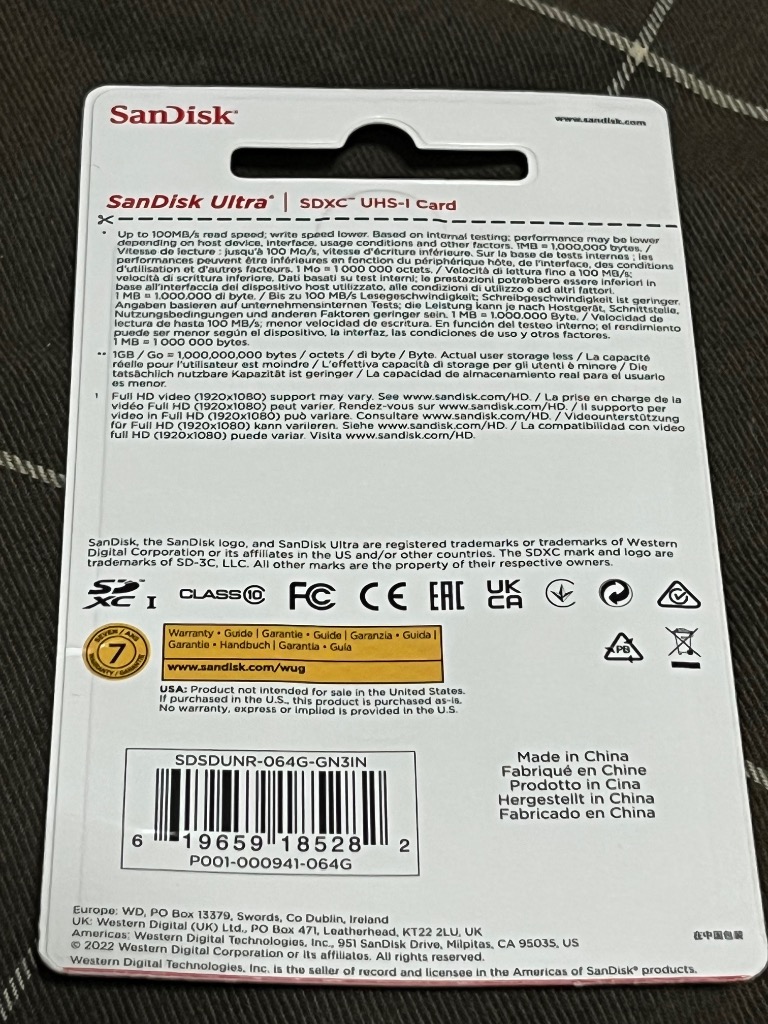 SanDisk®
www.sandisk.com
SanDisk Ultra® | SDXC™ UHS-I Card
* Up to 100MB/s read speed; write speed lower. Based on internal testing; performance may be lower
depending on host device, interface, usage conditions and other factors. 1MB = 1,000,000 bytes. /
Vitesse de lecture : jusqu'à 100 Mo/s, vitesse d'écriture inférieure. Sur la base de tests internes ; les
performances peuvent être inférieures en fonction du périphérique hôte, de l'interface, des conditions
d'utilisation et d'autres facteurs. 1 Mo = 1 000 000 octets. / Velocità di lettura fino a 100 MB/s;
velocità di scrittura inferiore. Dati basati su test interni; le prestazioni potrebbero essere inferiori in
base all'interfaccia del dispositivo host utilizzato, alle condizioni di utilizzo e ad altri fattori.
1 MB = 1.000.000 di byte. / Bis zu 100 MB/s Lesegeschwindigkeit; Schreibgeschwindigkeit ist geringer.
Angaben basieren auf unternehmensinternen Tests; die Leistung kann je nach Hostgerät, Schnittstelle,
Nutzungsbedingungen und anderen Faktoren geringer sein. 1 MB = 1.000.000 Byte. / Velocidad de
lectura de hasta 100 MB/s; menor velocidad de escritura. En función del testeo interno; el rendimiento
puede ser menor según el dispositivo, la interfaz, las condiciones de uso y otros factores.
1 MB = 1 000 000 bytes.
** 1GB / Go = 1,000,000,000 bytes / octets / di byte / Byte. Actual user storage less / La capacité
réelle pour l'utilisateur est moindre / L'effettiva capacità di storage per gli utenti è minore / Die
tatsächlich nutzbare Kapazität ist geringer / La capacidad de almacenamiento real para el usuario
es menor.
1 Full HD video (1920x1080) support may vary. See www.sandisk.com/HD. / La prise en charge de la
vidéo Full HD (1920x1080) peut varier. Rendez-vous sur www.sandisk.com/HD. / Il supporto per
video in Full HD (1920x1080) può variare. Consultare www.sandisk.com/HD. / Videounterstützung
für Full HD (1920x1080) kann variieren. Siehe www.sandisk.com/HD. / La compatibilidad con video
full HD (1920x1080) puede variar. Visita www.sandisk.com/HD.
SanDisk, the SanDisk logo, and SanDisk Ultra are registered trademarks or trademarks of Western
Digital Corporation or its affiliates in the US and/or other countries. The SDXC mark and logo are
trademarks of SD-3C, LLC. All other marks are the property of their respective owners.
SD XC I CLASS 10 FC CE EAC UK CA
SEVEN / ANS 7 WARRANTY / GARANTIE
PB
Warranty • Guide | Garantie • Guide | Garanzia • Guida |
Garantie • Handbuch | Garantía • Guía
www.sandisk.com/wug
USA: Product not intended for sale in the United States.
If purchased in the U.S., this product is purchased as-is.
No warranty, express or implied is provided in the U.S.
SDSDUNR-064G-GN3IN
6 19659 18528 2
P001-000941-064G
Made in China
Fabriqué en Chine
Prodotto in Cina
Hergestellt in China
Fabricado en China
Europe: WD, PO Box 13379, Swords, Co Dublin, Ireland
UK: Western Digital (UK) Ltd., PO Box 471, Leatherhead, KT22 2LU, UK
Americas: Western Digital Technologies, Inc., 951 SanDisk Drive, Milpitas, CA 95035, US
© 2022 Western Digital Corporation or its affiliates. All rights reserved.
Western Digital Technologies, Inc. is the seller of record and licensee in the Americas of SanDisk® products.
在中国包装